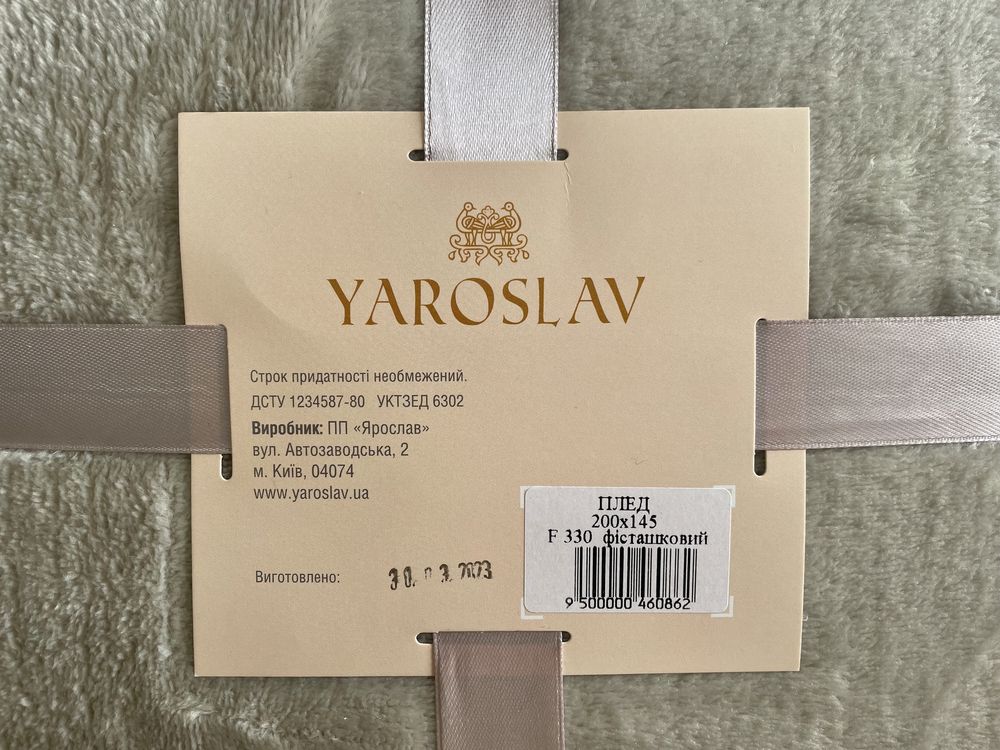 YAROSLAV
Строк придатності необмежений.
ДСТУ 1234587-80 УКТЗЕД 6302
Виробник: ПП «Ярослав»
вул. Автозаводська, 2
м. Київ, 04074
www.yaroslav.ua
Виготовлено: 30.03.2023
ПЛЕД
200x145
F 330 фісташковий
9 500000 460862